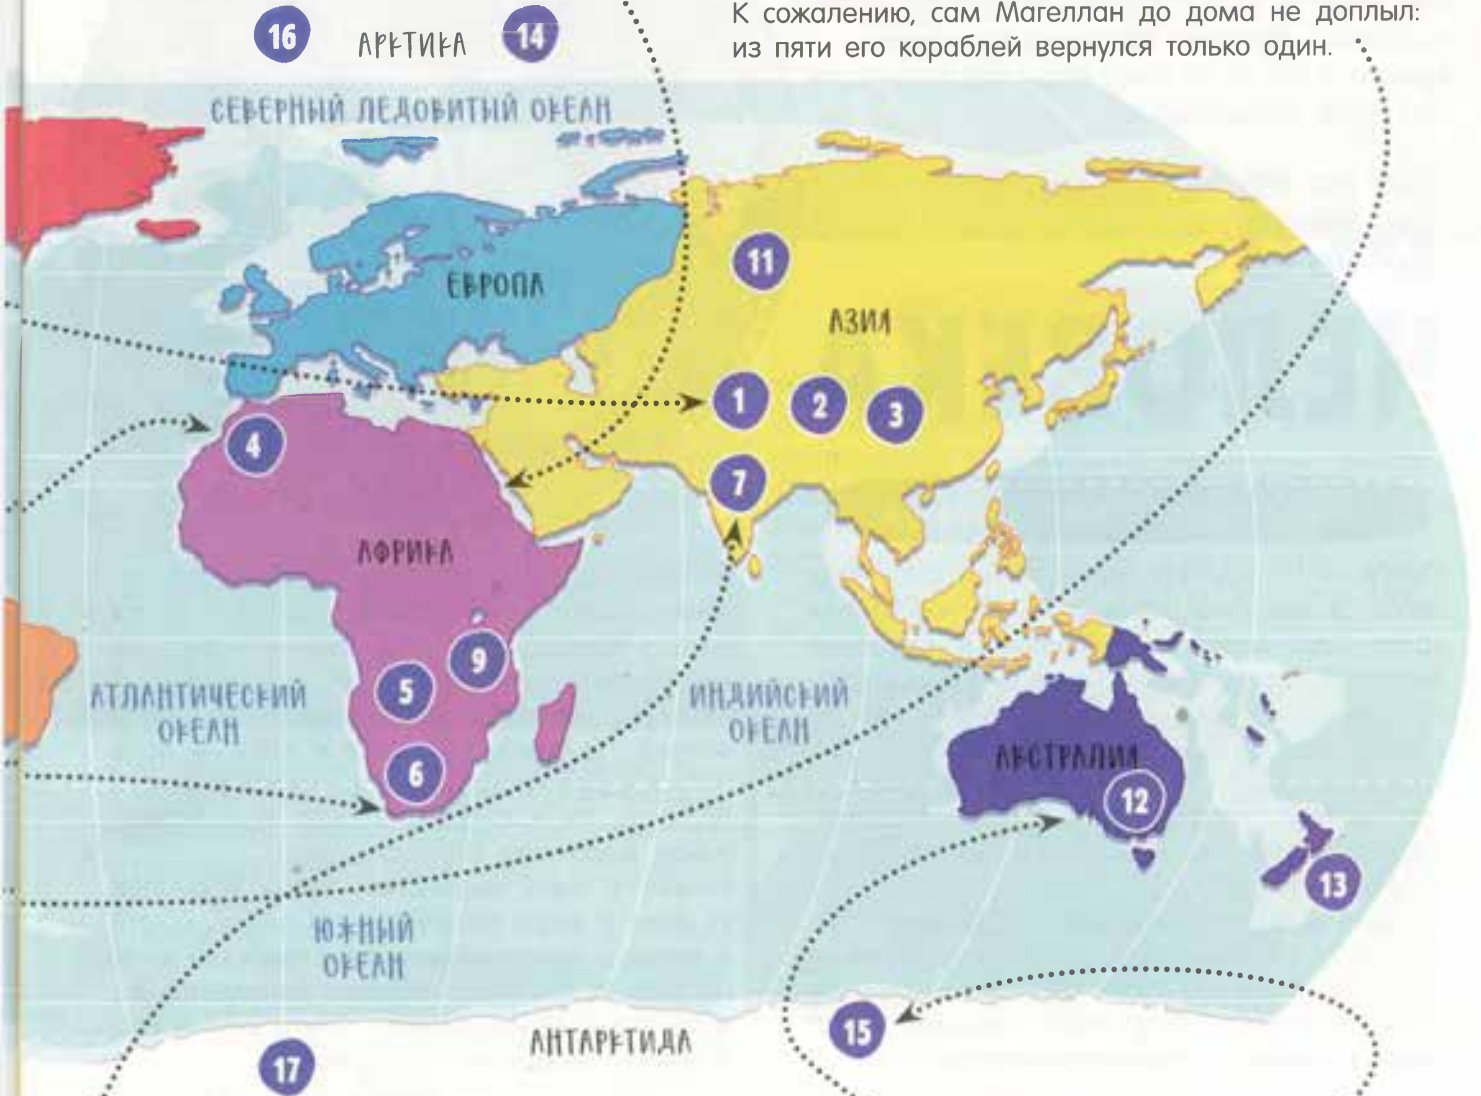 К сожалению, сам Магеллан до дома не доплыл:
из пяти его кораблей вернулся только один.
16 АРКТИКА 14
СЕВЕРНЫЙ ЛЕДОВИТЫЙ ОКЕАН
11
ЕВРОПА
АЗИЯ
1 2 3
4
7
АФРИКА
9
5
АТЛАНТИЧЕСКИЙ
ОКЕАН
ИНДИЙСКИЙ
ОКЕАН
6
АВСТРАЛИЯ
12
13
ЮЖНЫЙ
ОКЕАН
АНТАРКТИДА
15
17